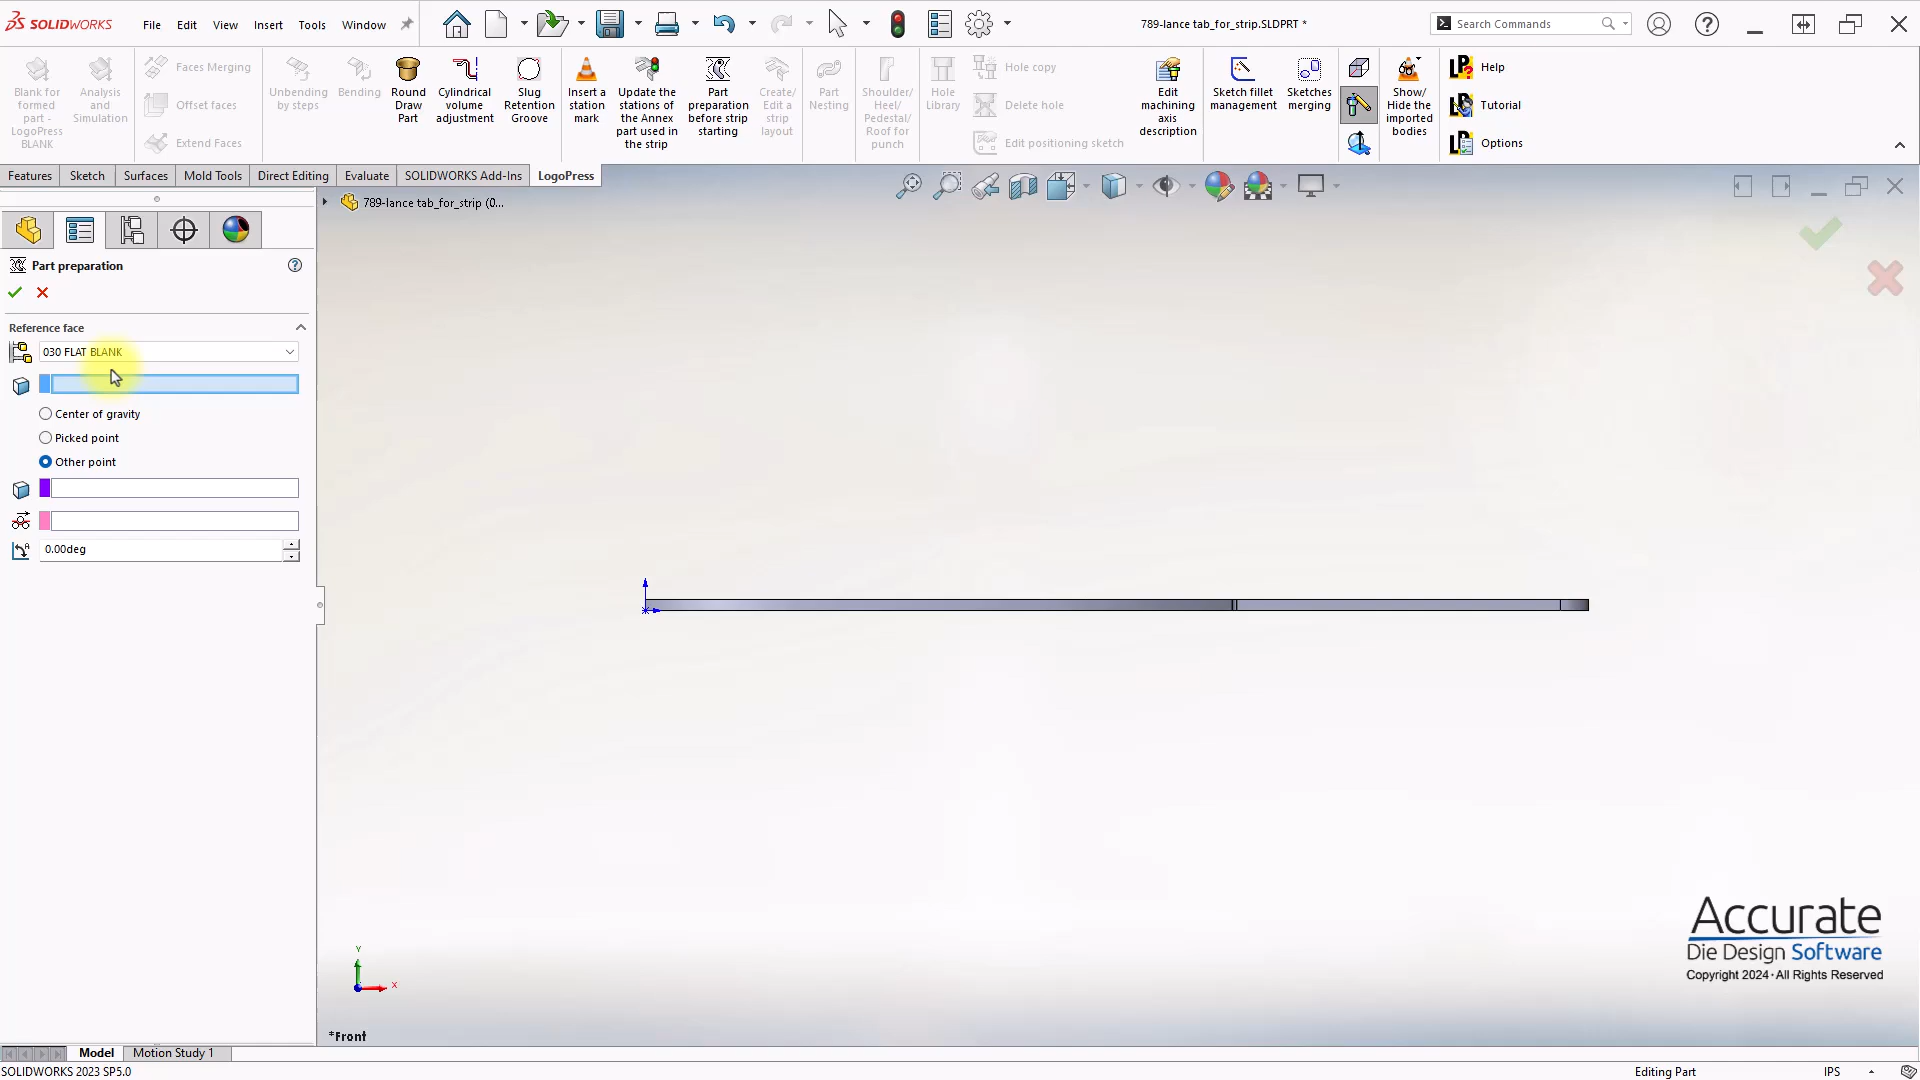 SOLIDWORKS File Edit View Insert Tools Window 789-lance tab_for_strip.SLDPRT * Search Commands
Blank for formed part - LogoPress BLANK
Analysis and Simulation
Faces Merging
Offset faces
Extend Faces
Unbending by steps
Bending
Round Draw Part
Cylindrical volume adjustment
Slug Retention Groove
Insert a station mark
Update the stations of the Annex part used in the strip
Part preparation before strip starting
Create/ Edit a strip layout
Part Nesting
Shoulder/ Heel/ Pedestal/ Roof for punch
Hole Library
Hole copy
Delete hole
Edit positioning sketch
Edit machining axis description
Sketch fillet management
Sketches merging
Show/ Hide the imported bodies
Help
Tutorial
Options
Features Sketch Surfaces Mold Tools Direct Editing Evaluate SOLIDWORKS Add-Ins LogoPress
789-lance tab_for_strip (0...
Part preparation
Reference face
030 FLAT BLANK
Center of gravity
Picked point
Other point
0.00deg
Y
X
*Front
Accurate
Die Design Software
Copyright 2024 · All Rights Reserved
Model Motion Study 1
SOLIDWORKS 2023 SP5.0 Editing Part IPS